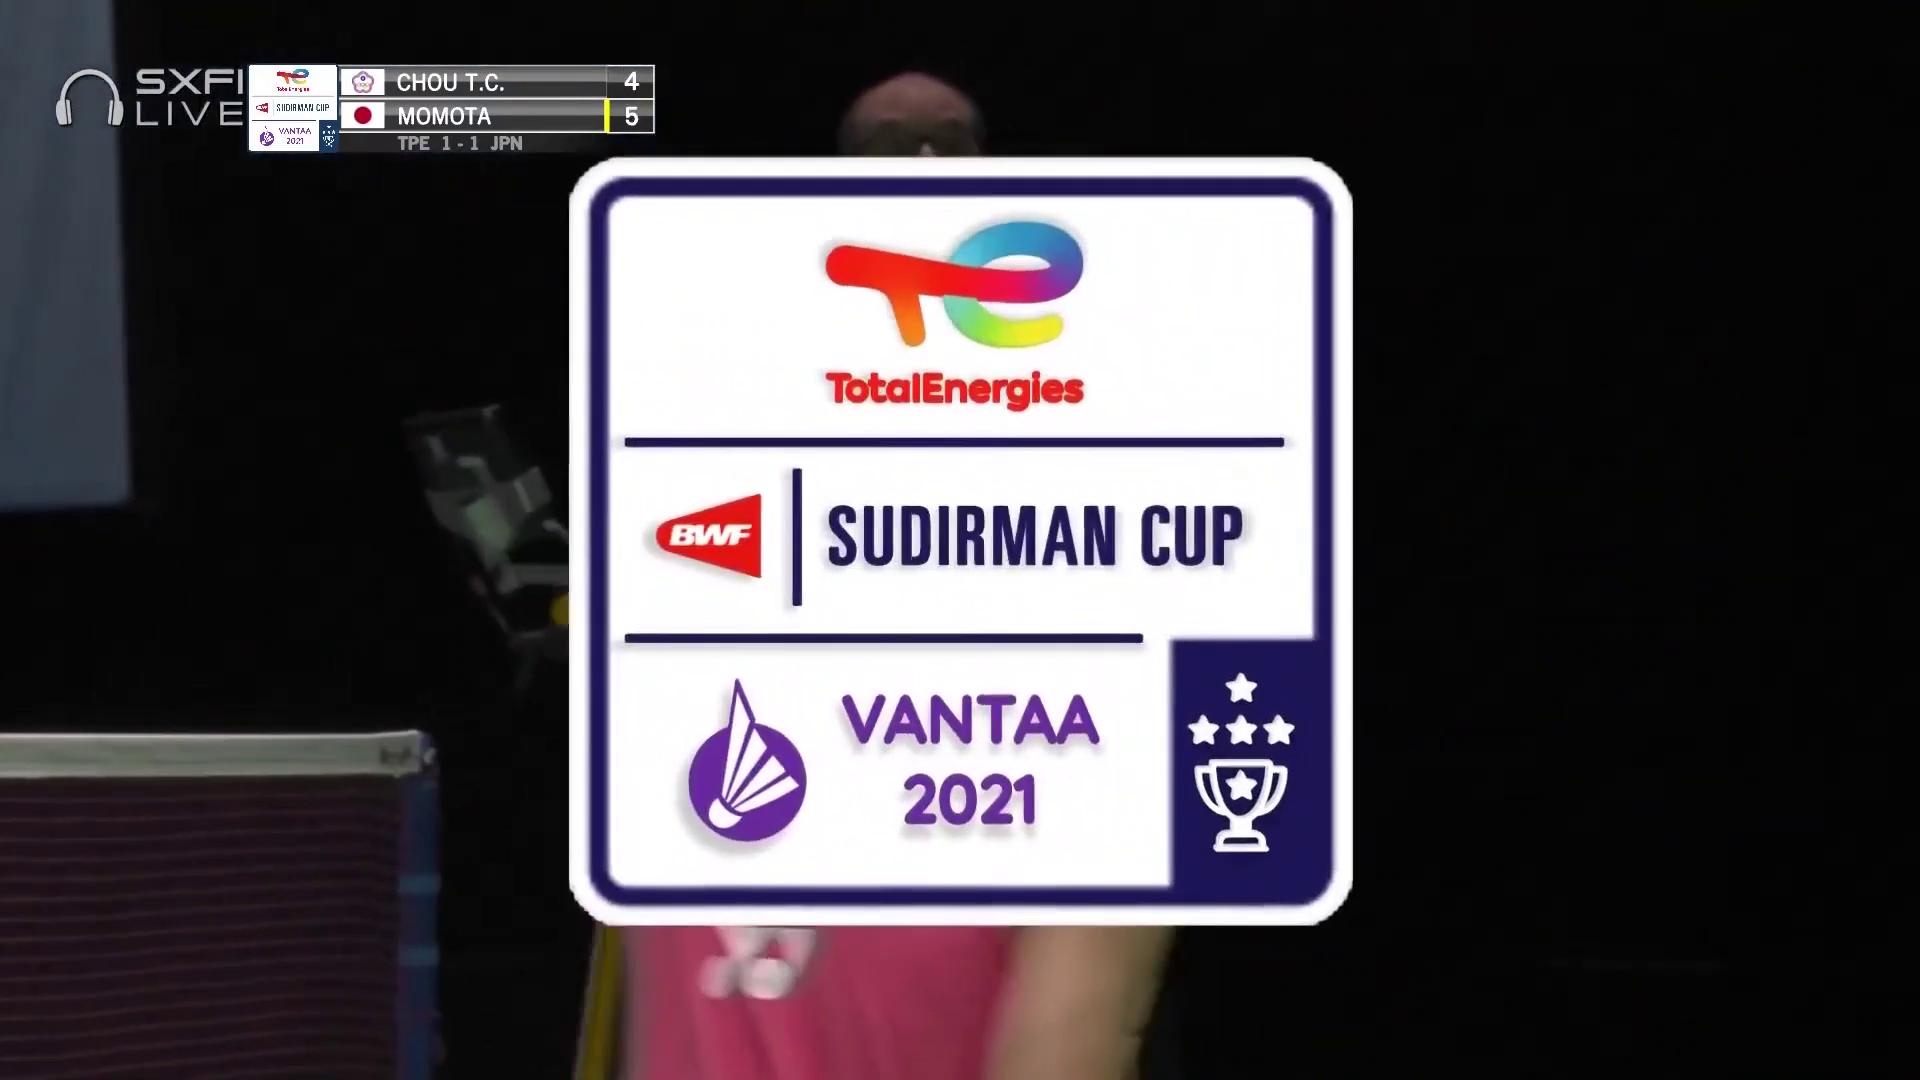 SXFI
LIVE
TotalEnergies
SUDIRMAN CUP
VANTAA
2021
CHOU T.C. 4
MOMOTA 5
TPE 1 - 1 JPN
TotalEnergies
BWF SUDIRMAN CUP
VANTAA
2021